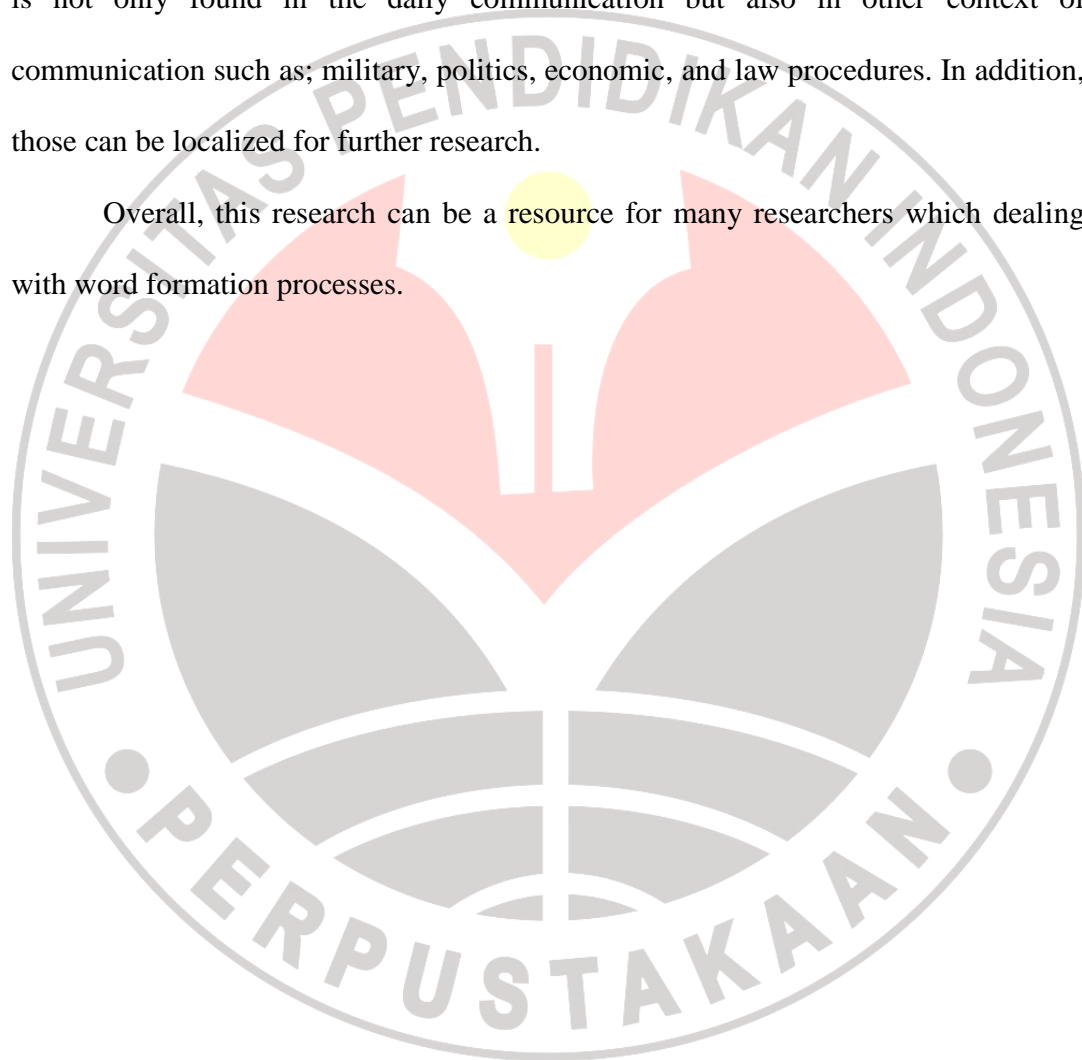 is not only found in the daily communication but also in other context of
communication such as; military, politics, economic, and law procedures. In addition,
those can be localized for further research.
Overall, this research can be a resource for many researchers which dealing
with word formation processes.
UNIVERSITAS PENDIDIKAN INDONESIA
PERPUSTAKAAN